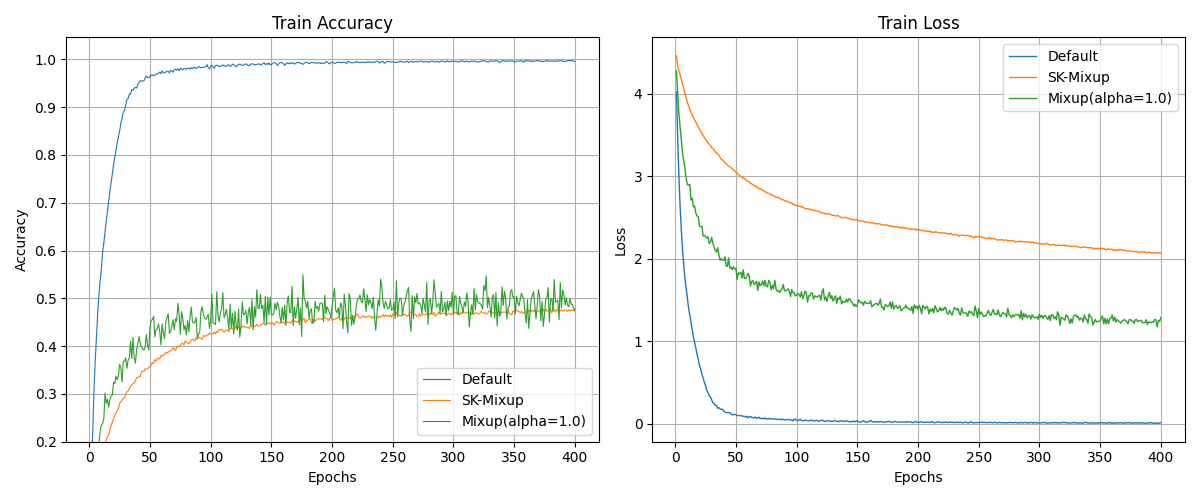 Train Accuracy
1.0
0.9
0.8
0.7
0.6
0.5
0.4
0.3
0.2
Accuracy
Default
SK-Mixup
Mixup(alpha=1.0)
0 50 100 150 200 250 300 350 400
Epochs
Train Loss
4
3
2
1
0
Loss
Default
SK-Mixup
Mixup(alpha=1.0)
0 50 100 150 200 250 300 350 400
Epochs